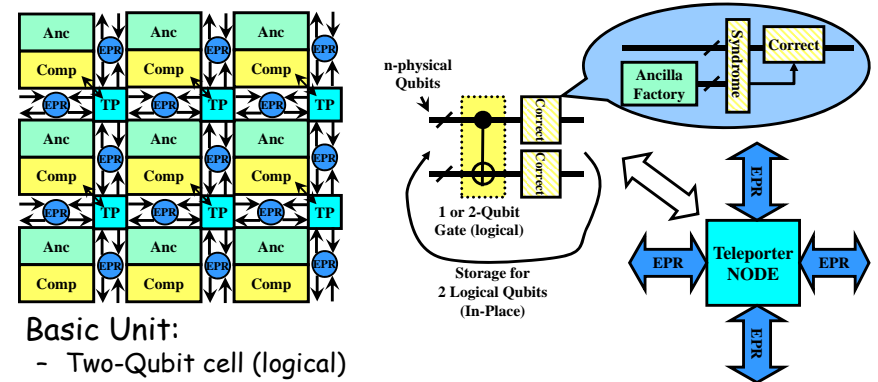 Anc Anc Anc
EPR EPR EPR
Comp Comp Comp
EPR TP EPR TP EPR TP
Anc Anc Anc
EPR EPR EPR
Comp Comp Comp
EPR TP EPR TP EPR TP
Anc Anc Anc
EPR EPR EPR
Comp Comp Comp
Basic Unit:
- Two-Qubit cell (logical)
n-physical
Qubits
Correct
Correct
1 or 2-Qubit
Gate (logical)
Storage for
2 Logical Qubits
(In-Place)
Syndrome
Correct
Ancilla
Factory
EPR
EPR
Teleporter
NODE
EPR
EPR